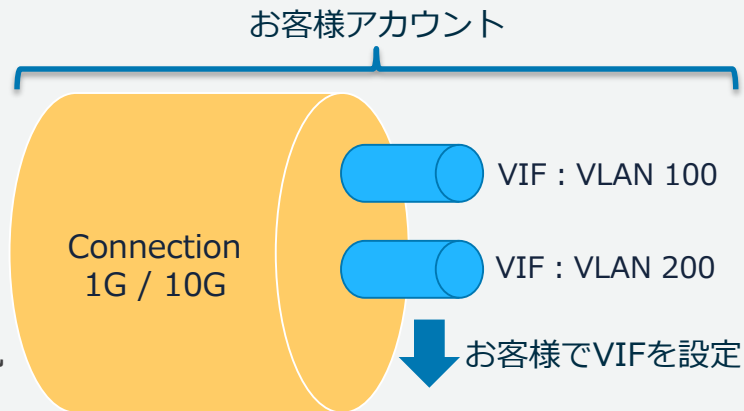 お客様アカウント
VIF：VLAN 100
Connection
1G / 10G
VIF：VLAN 200
お客様でVIFを設定